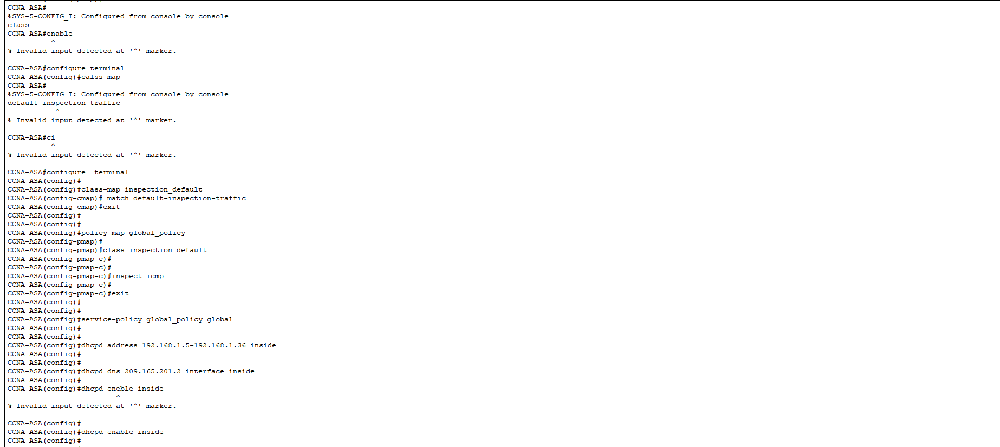 CCNA-ASA#
%SYS-5-CONFIG_I: Configured from console by console
class
CCNA-ASA#enable
^
% Invalid input detected at '^' marker.
CCNA-ASA#configure terminal
CCNA-ASA(config)#calss-map
CCNA-ASA#
%SYS-5-CONFIG_I: Configured from console by console
default-inspection-traffic
^
% Invalid input detected at '^' marker.
CCNA-ASA#ci
^
% Invalid input detected at '^' marker.
CCNA-ASA#configure  terminal
CCNA-ASA(config)#
CCNA-ASA(config)#class-map inspection_default
CCNA-ASA(config-cmap)# match default-inspection-traffic
CCNA-ASA(config-cmap)#exit
CCNA-ASA(config)#
CCNA-ASA(config)#
CCNA-ASA(config)#policy-map global_policy
CCNA-ASA(config-pmap)#
CCNA-ASA(config-pmap)#class inspection_default
CCNA-ASA(config-pmap-c)#
CCNA-ASA(config-pmap-c)#
CCNA-ASA(config-pmap-c)#inspect icmp
CCNA-ASA(config-pmap-c)#
CCNA-ASA(config-pmap-c)#exit
CCNA-ASA(config)#
CCNA-ASA(config)#
CCNA-ASA(config)#service-policy global_policy global
CCNA-ASA(config)#
CCNA-ASA(config)#
CCNA-ASA(config)#dhcpd address 192.168.1.5-192.168.1.36 inside
CCNA-ASA(config)#
CCNA-ASA(config)#
CCNA-ASA(config)#dhcpd dns 209.165.201.2 interface inside
CCNA-ASA(config)#
CCNA-ASA(config)#dhcpd eneble inside
^
% Invalid input detected at '^' marker.
CCNA-ASA(config)#
CCNA-ASA(config)#dhcpd enable inside
CCNA-ASA(config)#